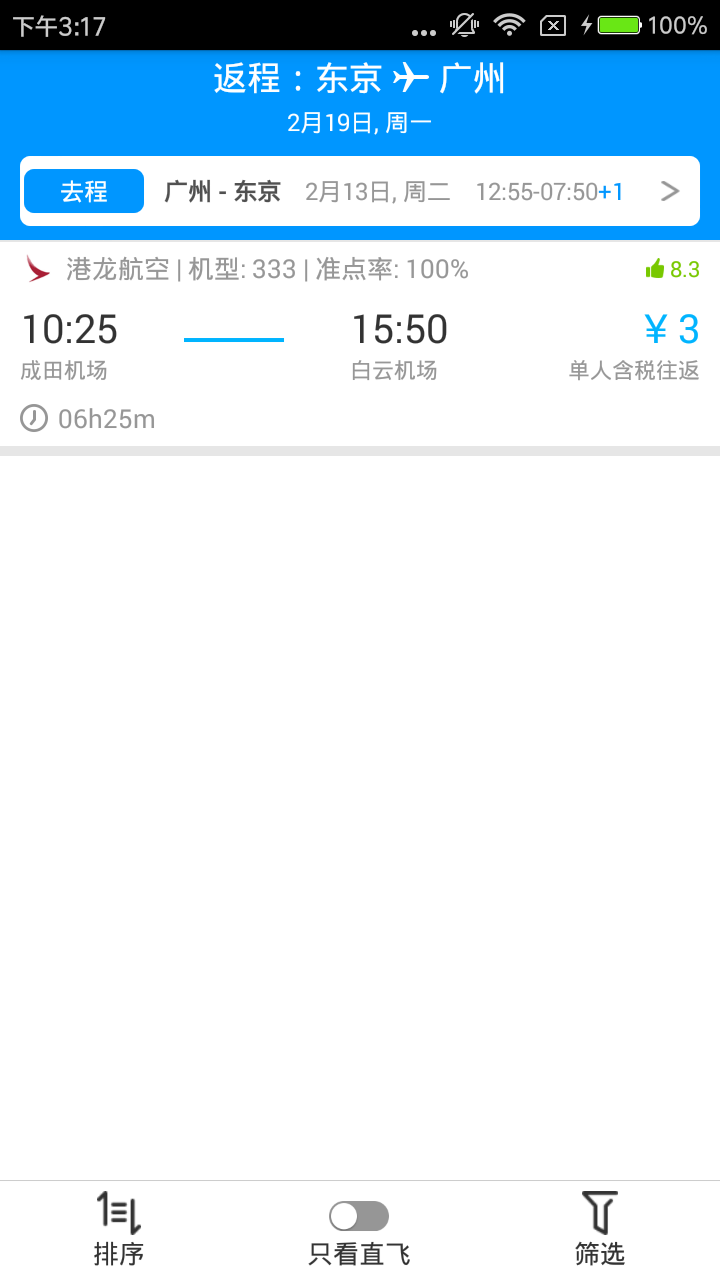 下午3:17 ... 100%
返程：东京 广州
2月19日, 周一
去程 广州 - 东京 2月13日, 周二 12:55-07:50+1 >
港龙航空 | 机型: 333 | 准点率: 100% 8.3
10:25 15:50 ¥ 3
成田机场 白云机场 单人含税往返
06h25m
排序 只看直飞 筛选